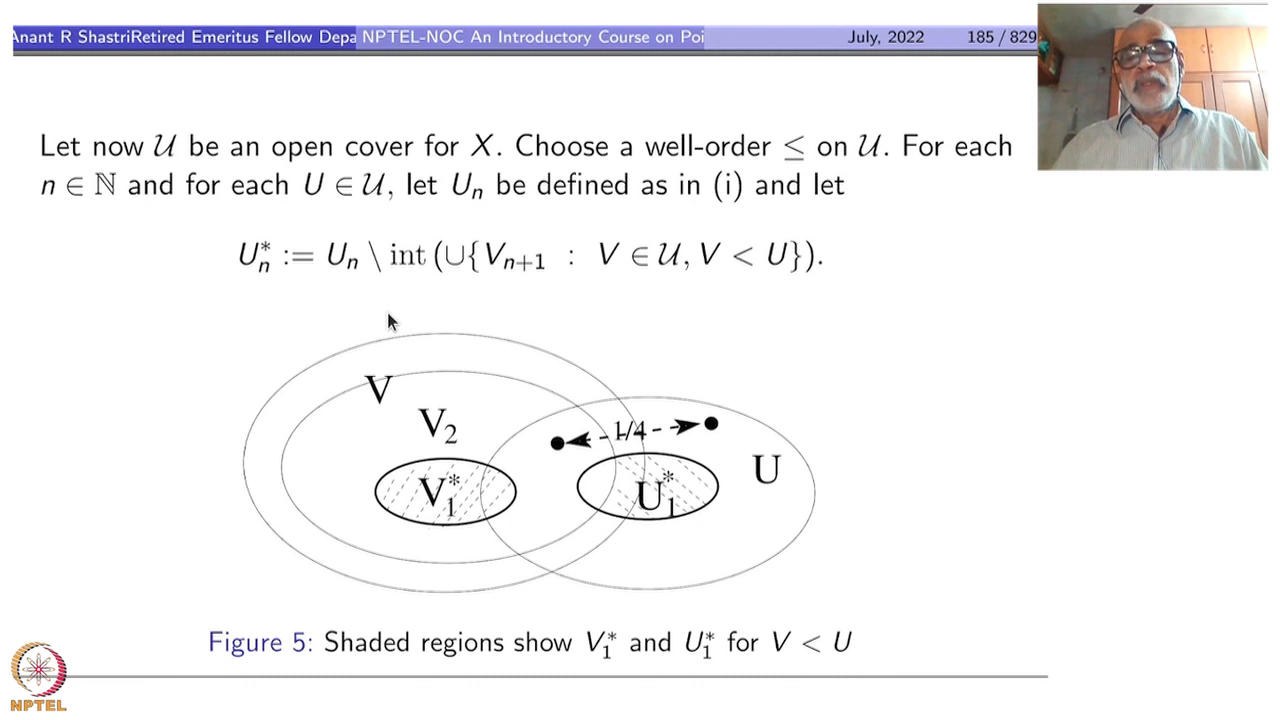 Anant R ShastriRetired Emeritus Fellow Depa NPTEL-NOC An Introductory Course on Poi July, 2022 185 / 829
Let now 𝒰 be an open cover for X. Choose a well-order ≤ on 𝒰. For each
n ∈ ℕ and for each U ∈ 𝒰, let Uₙ be defined as in (i) and let
U*ₙ := Uₙ \ int (∪{Vₙ₊₁ : V ∈ 𝒰, V < U}).
V
V₂
1/4
V*₁
U*₁
U
Figure 5: Shaded regions show V*₁ and U*₁ for V < U
NPTEL